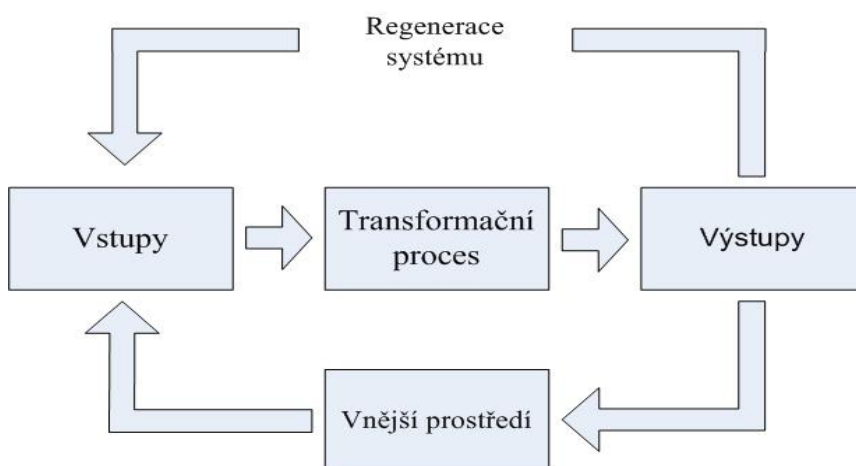 Regenerace
systému
Vstupy
Transformační
proces
Výstupy
Vnější prostředí